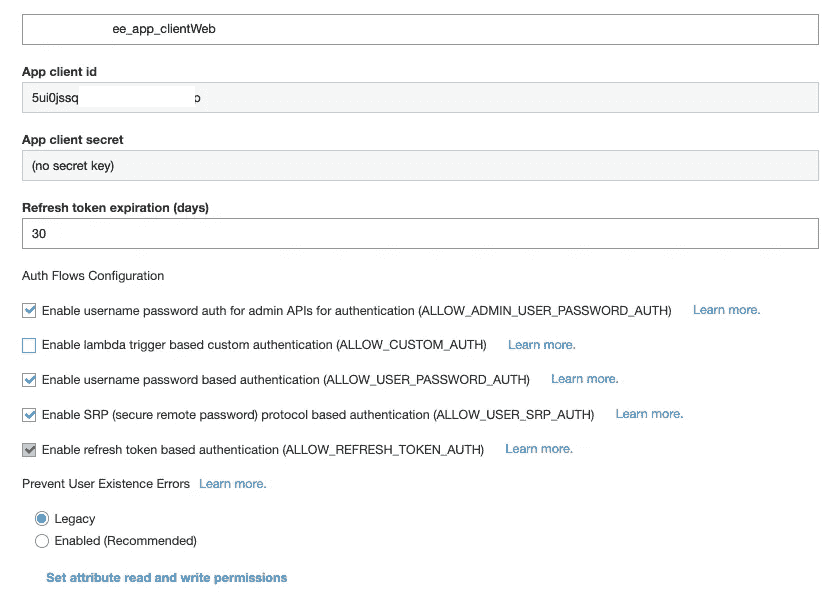 ee_app_clientWeb
App client id
5ui0jssq p
App client secret
(no secret key)
Refresh token expiration (days)
30
Auth Flows Configuration
Enable username password auth for admin APIs for authentication (ALLOW_ADMIN_USER_PASSWORD_AUTH) Learn more.
Enable lambda trigger based custom authentication (ALLOW_CUSTOM_AUTH) Learn more.
Enable username password based authentication (ALLOW_USER_PASSWORD_AUTH) Learn more.
Enable SRP (secure remote password) protocol based authentication (ALLOW_USER_SRP_AUTH) Learn more.
Enable refresh token based authentication (ALLOW_REFRESH_TOKEN_AUTH) Learn more.
Prevent User Existence Errors Learn more.
Legacy
Enabled (Recommended)
Set attribute read and write permissions